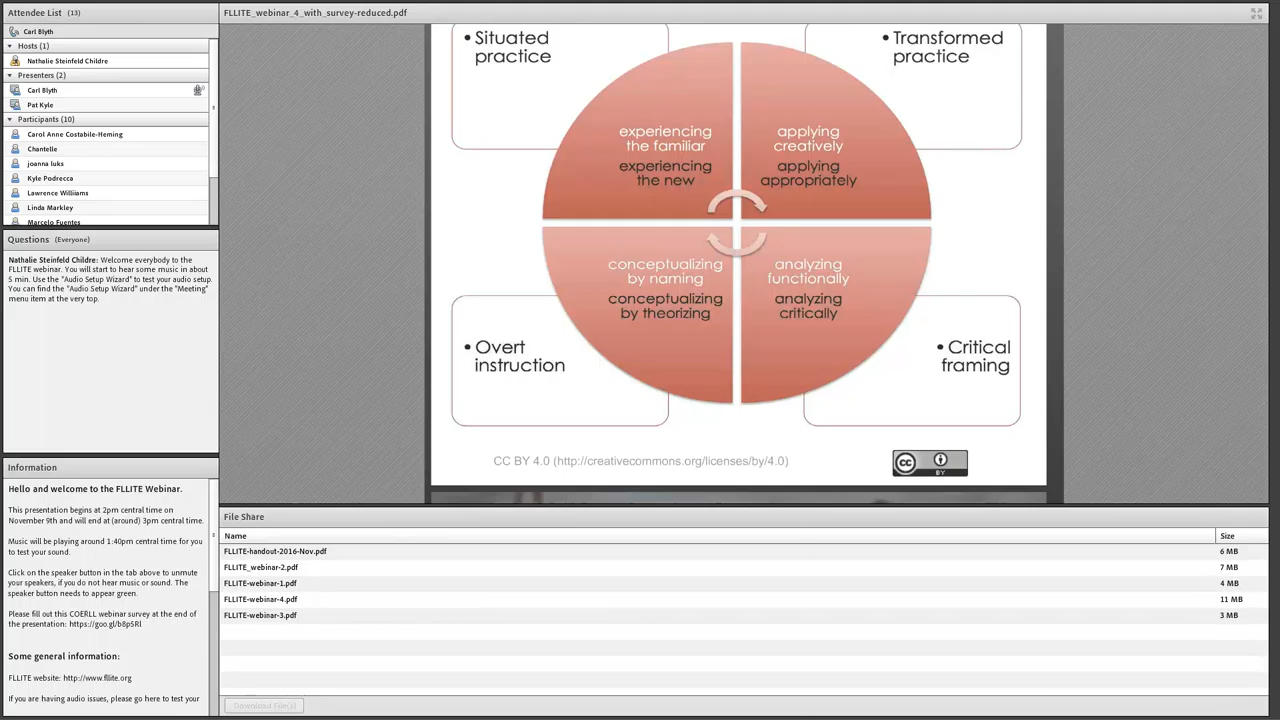 Attendee List (13)
Carl Blyth
Hosts (1)
Nathalie Steinfeld Childre
Presenters (2)
Carl Blyth
Pat Kyle
Participants (10)
Carol Anne Costabile-Heming
Chantelle
joanna luks
Kyle Podrecca
Lawrence Williiams
Linda Markley
Marcelo Fuentes
Questions (Everyone)
Nathalie Steinfeld Childre: Welcome everybody to the
FLLITE webinar. You will start to hear some music in about
5 min. Use the "Audio Setup Wizard" to test your audio setup.
You can find the "Audio Setup Wizard" under the "Meeting"
menu item at the very top.
Information
Hello and welcome to the FLLITE Webinar.
This presentation begins at 2pm central time on
November 9th and will end at (around) 3pm central time.
Music will be playing around 1:40pm central time for you
to test your sound.
Click on the speaker button in the tab above to unmute
your speakers, if you do not hear music or sound. The
speaker button needs to appear green.
Please fill out this COERLL webinar survey at the end of
the presentation: https://goo.gl/b8p5Rl
Some general information:
FLLITE website: http://www.fllite.org
If you are having audio issues, please go here to test your
FLLITE_webinar_4_with_survey-reduced.pdf
• Situated
practice
• Transformed
practice
experiencing
the familiar
experiencing
the new
applying
creatively
applying
appropriately
conceptualizing
by naming
conceptualizing
by theorizing
analyzing
functionally
analyzing
critically
• Overt
instruction
• Critical
framing
CC BY 4.0 (http://creativecommons.org/licenses/by/4.0)
cc
BY
File Share
Name Size
FLLITE-handout-2016-Nov.pdf 6 MB
FLLITE_webinar-2.pdf 7 MB
FLLITE-webinar-1.pdf 4 MB
FLLITE-webinar-4.pdf 11 MB
FLLITE-webinar-3.pdf 3 MB
Download File(s)